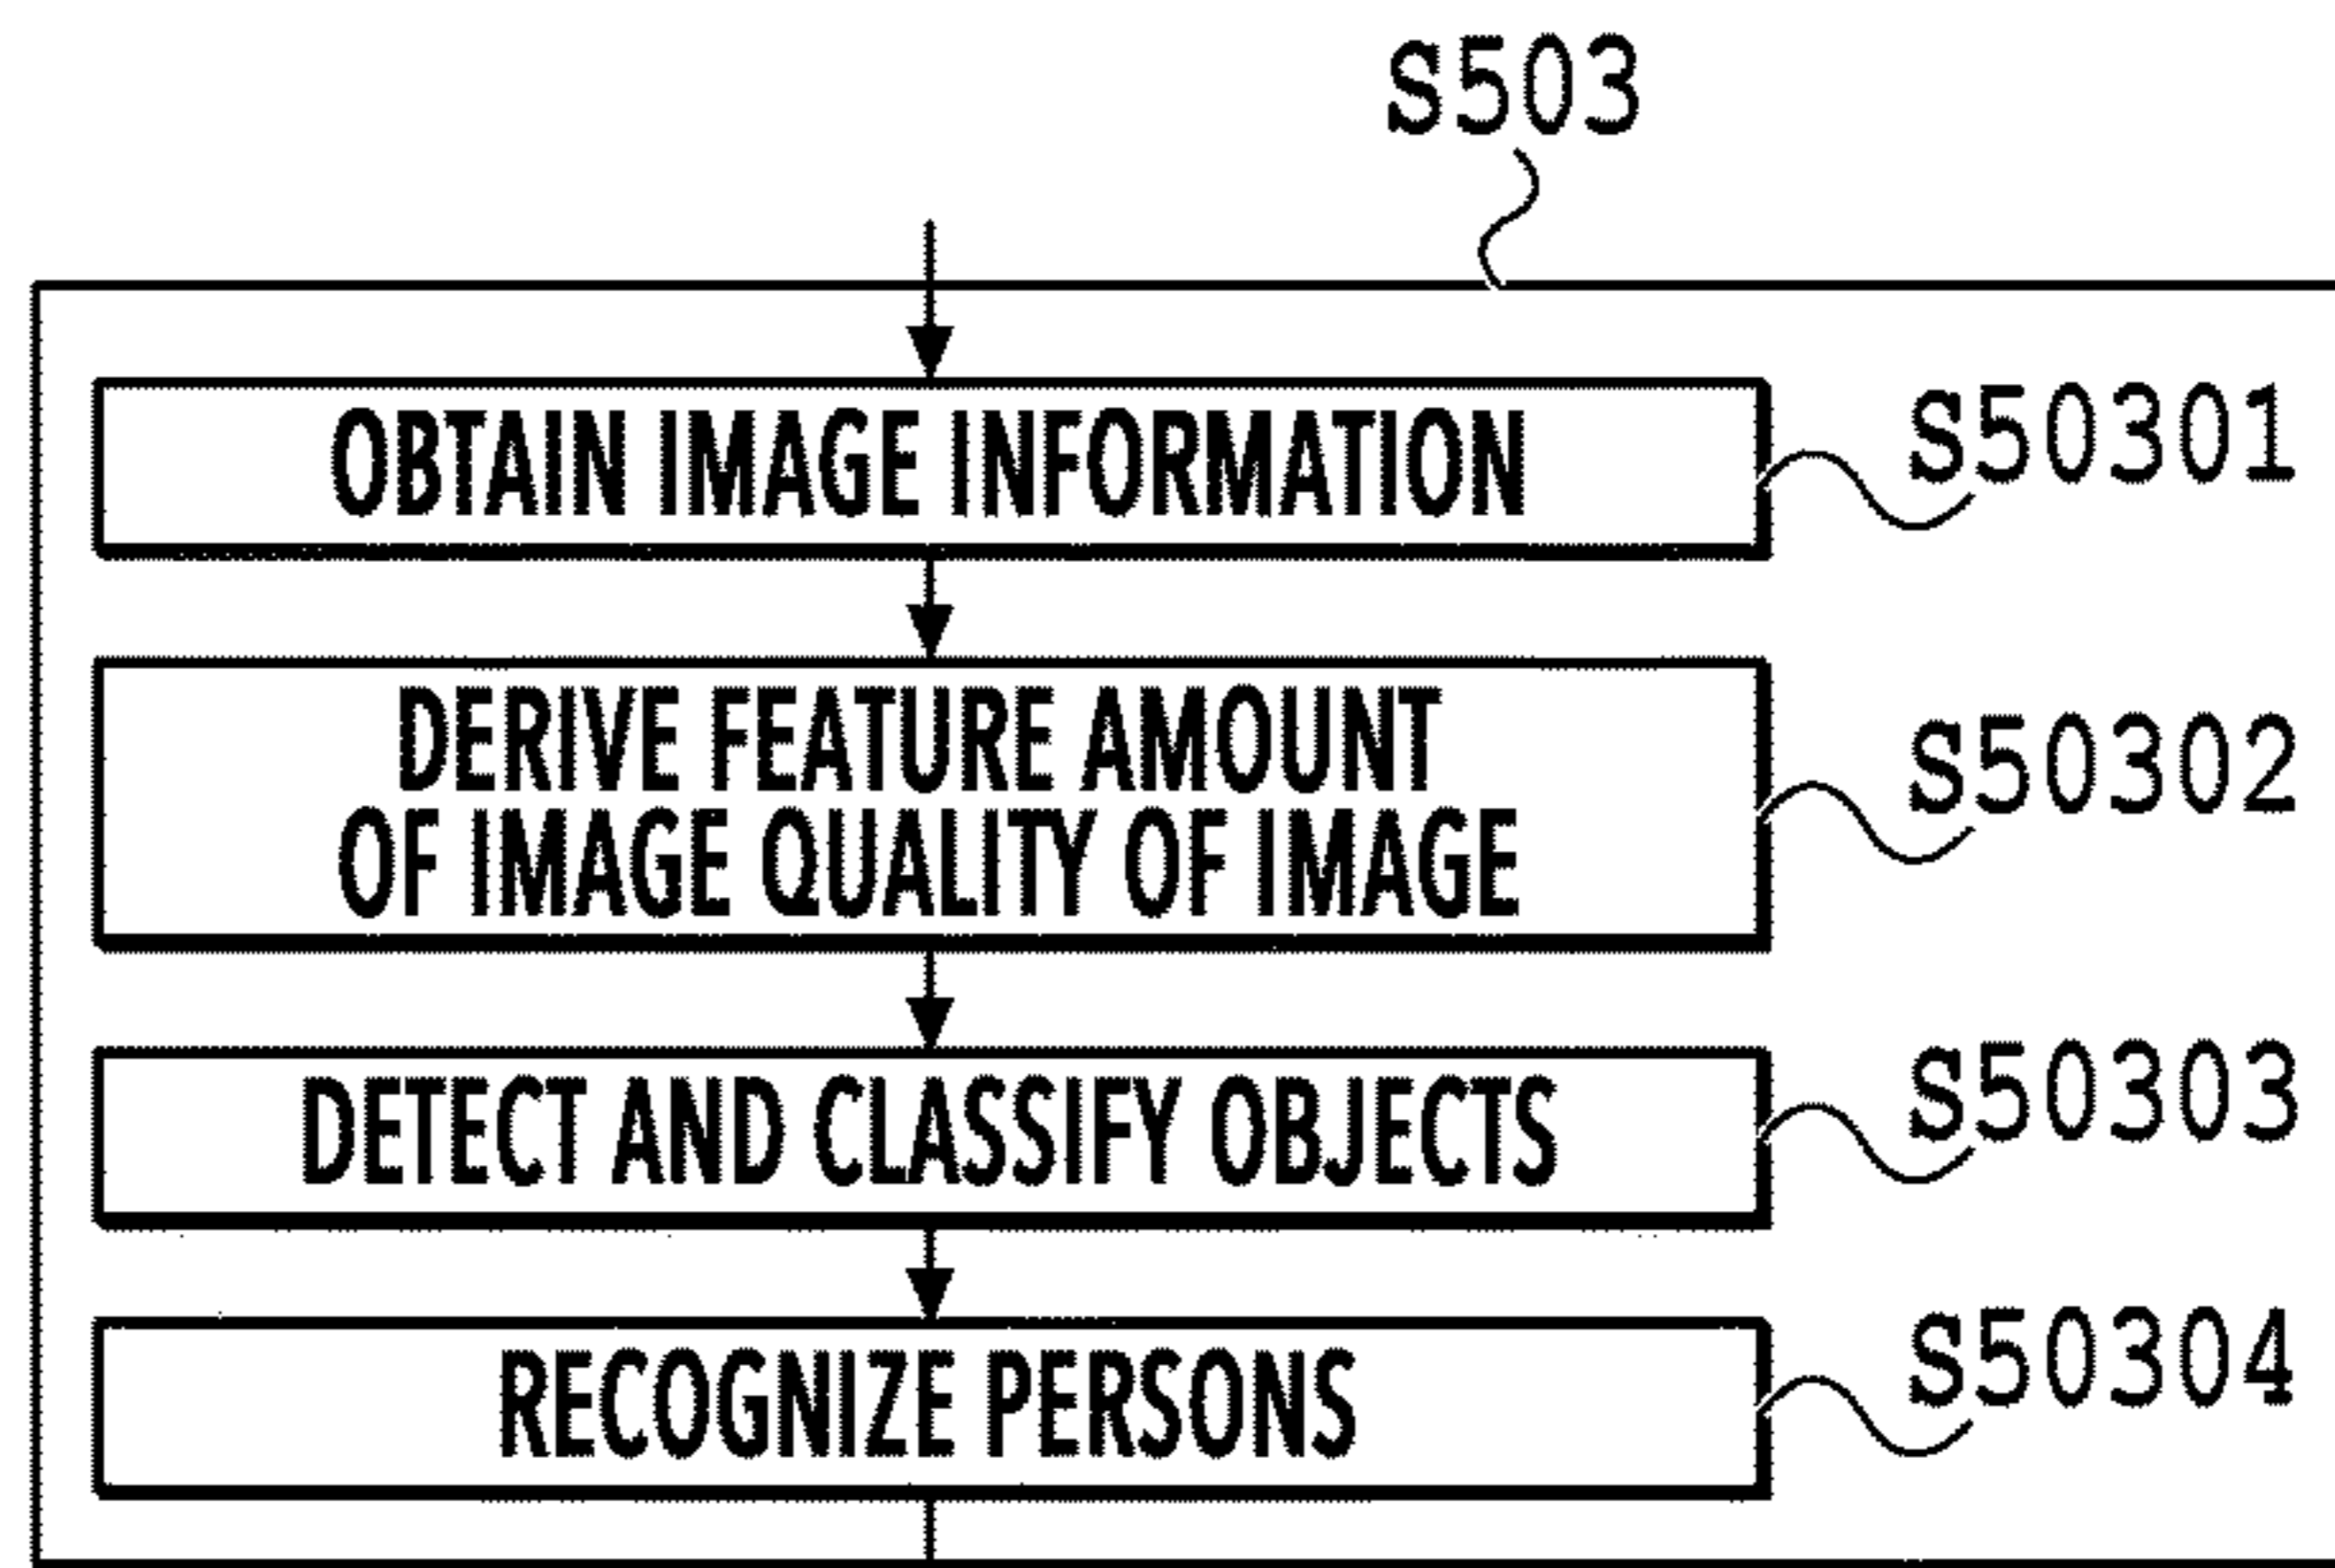 S503
OBTAIN IMAGE INFORMATION
S50301
DERIVE FEATURE AMOUNT
OF IMAGE QUALITY OF IMAGE
S50302
DETECT AND CLASSIFY OBJECTS
S50303
RECOGNIZE PERSONS
S50304